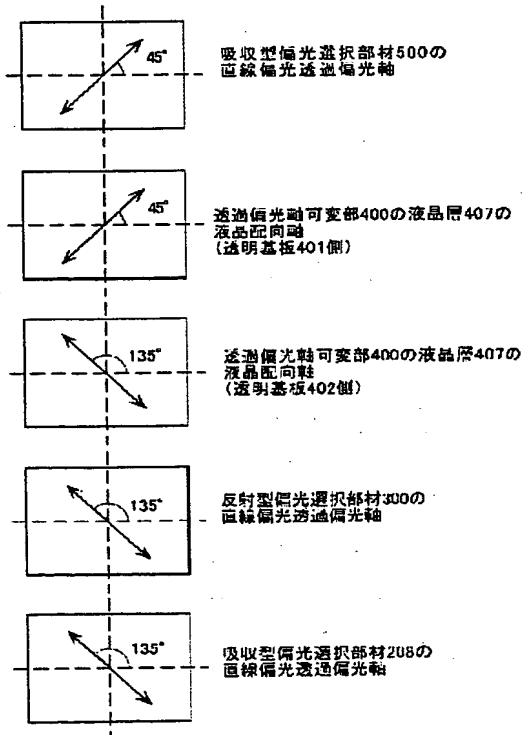 45°
吸収型偏光選択部材500の
直線偏光透過偏光軸
45°
透過偏光軸可変部400の液晶層407の
液晶配向軸
(透明基板401側)
135°
透過偏光軸可変部400の液晶層407の
液晶配向軸
(透明基板402側)
135°
反射型偏光選択部材300の
直線偏光透過偏光軸
135°
吸収型偏光選択部材208の
直線偏光透過偏光軸